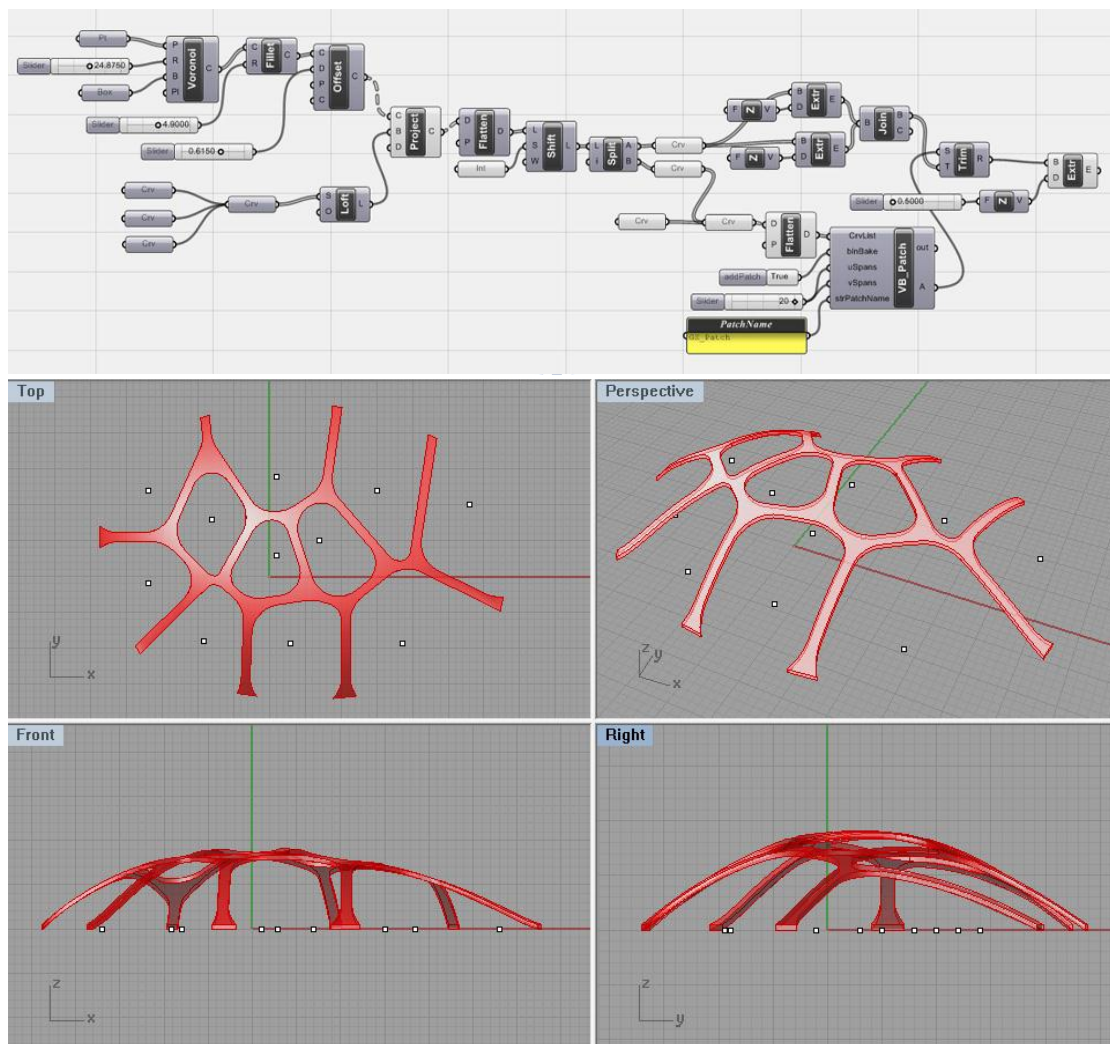 Pt
Slider 24.8750
Box
P
R
B
Pl
Voronoi
C
C
R
Fillet
C
C
D
P
C
Offset
C
Slider 4.9000
Slider 0.6150
Crv
Crv
Crv
Crv
S
O
Loft
L
C
B
D
Project
C
D
P
Flatten
D
Int
L
S
W
Shift
L
L
i
Split
A
B
Crv
Crv
F Z V
F Z V
B
D
Extr
E
B
D
Extr
E
B
Join
B
C
S
T
Trim
R
Slider 0.5000
F Z V
B
D
Extr
E
Crv
Crv
D
P
Flatten
D
addPatch True
Slider 20
PatchName
GS_Patch
CrvList
blnBake
uSpans
vSpans
strPatchName
VB_Patch
out
A
Top
y
x
Perspective
z
y
x
Front
z
x
Right
z
y